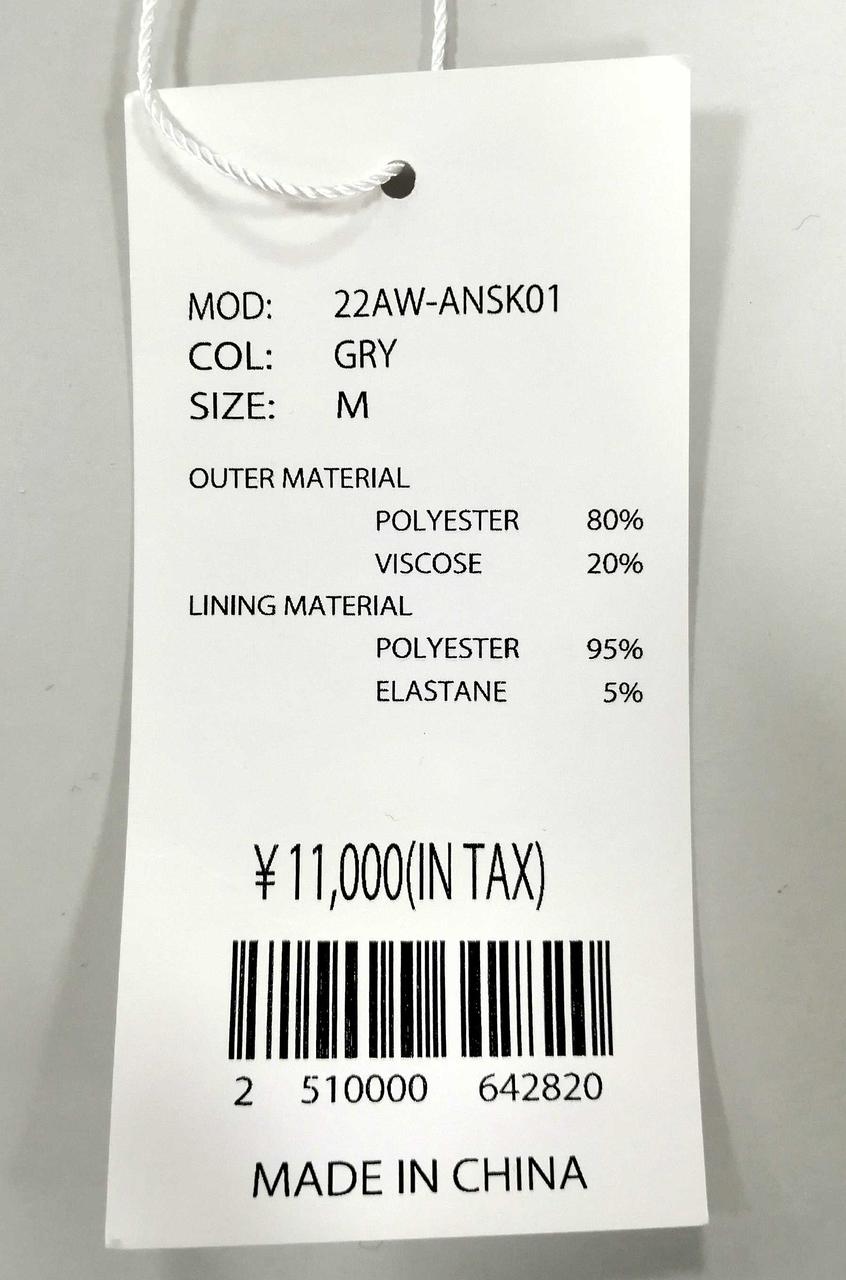 MOD: 22AW-ANSK01
COL: GRY
SIZE: M
OUTER MATERIAL
POLYESTER 80%
VISCOSE 20%
LINING MATERIAL
POLYESTER 95%
ELASTANE 5%
¥ 11,000(IN TAX)
2 510000 642820
MADE IN CHINA